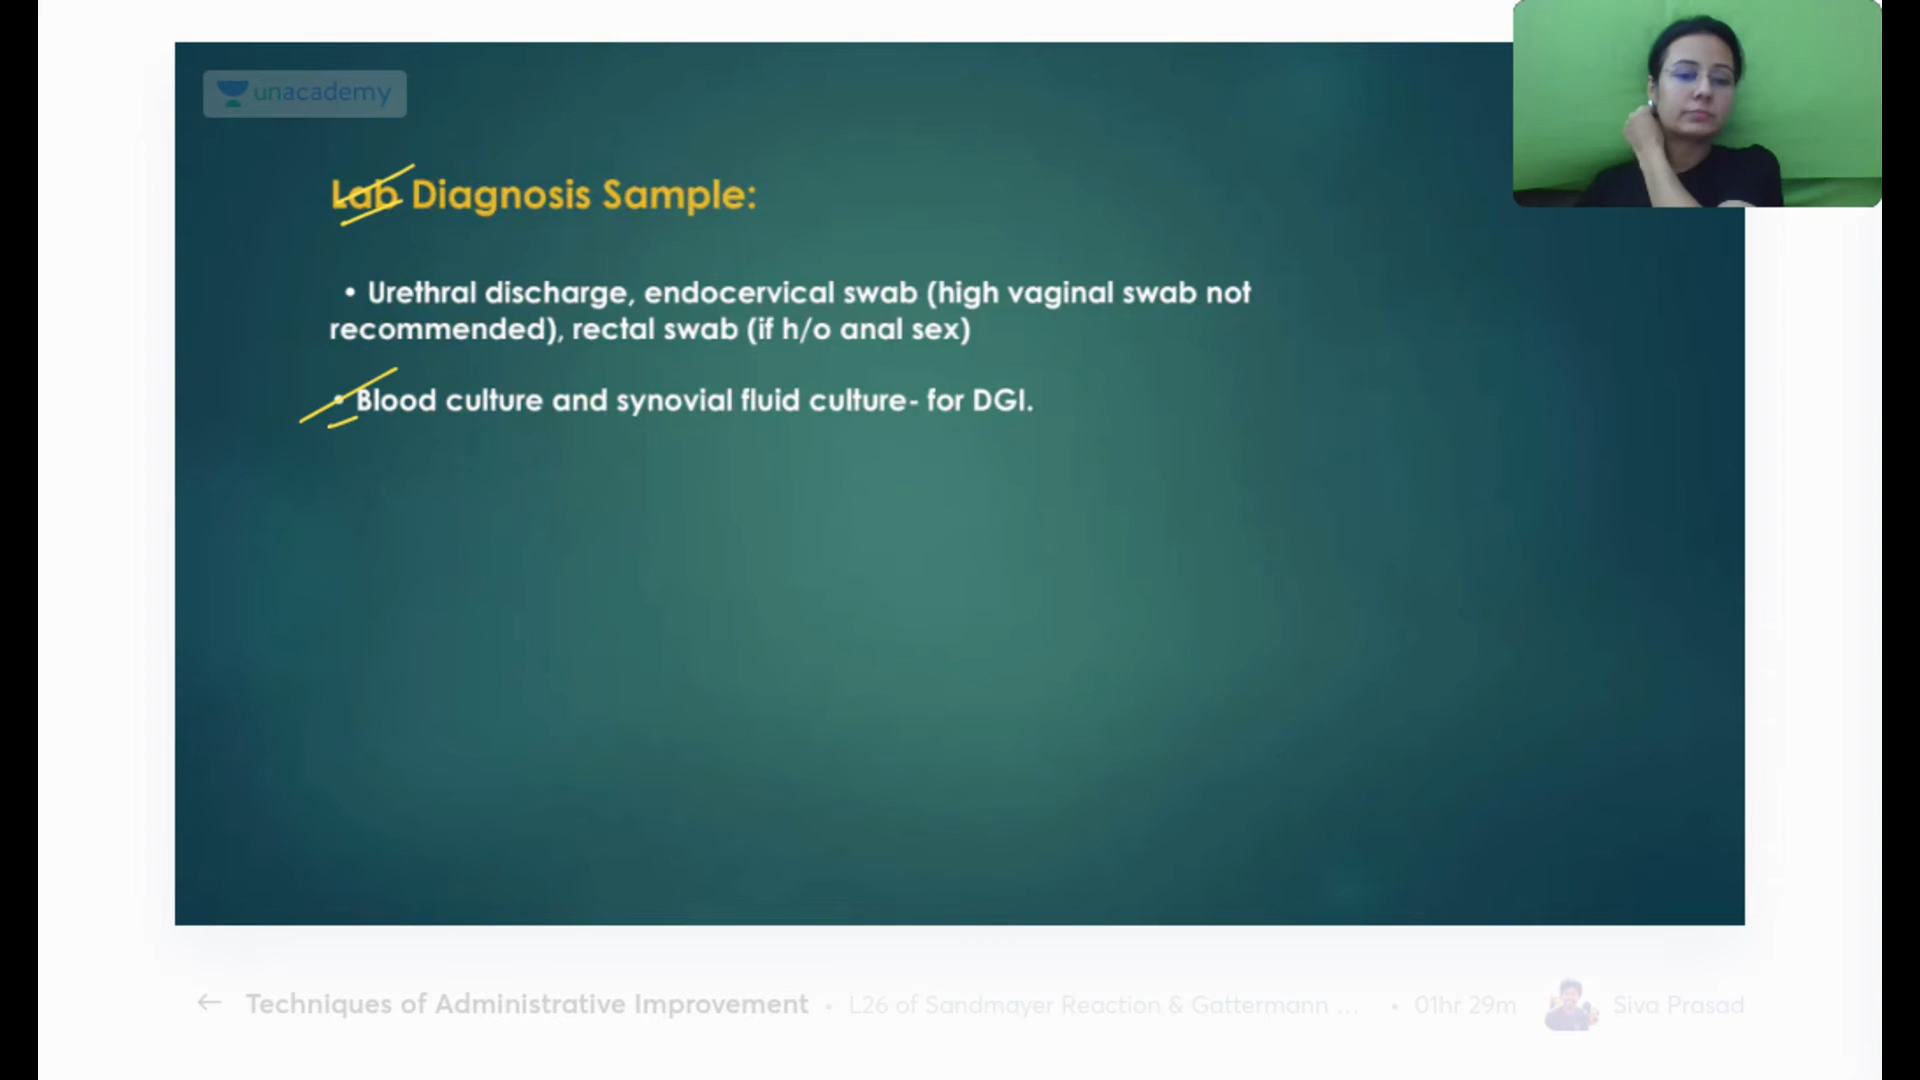 unacademy
Lab Diagnosis Sample:
• Urethral discharge, endocervical swab (high vaginal swab not
recommended), rectal swab (if h/o anal sex)
• Blood culture and synovial fluid culture- for DGI.
← Techniques of Administrative Improvement • L26 of Sandmayer Reaction & Gattermann ... • 01hr 29m Siva Prasad